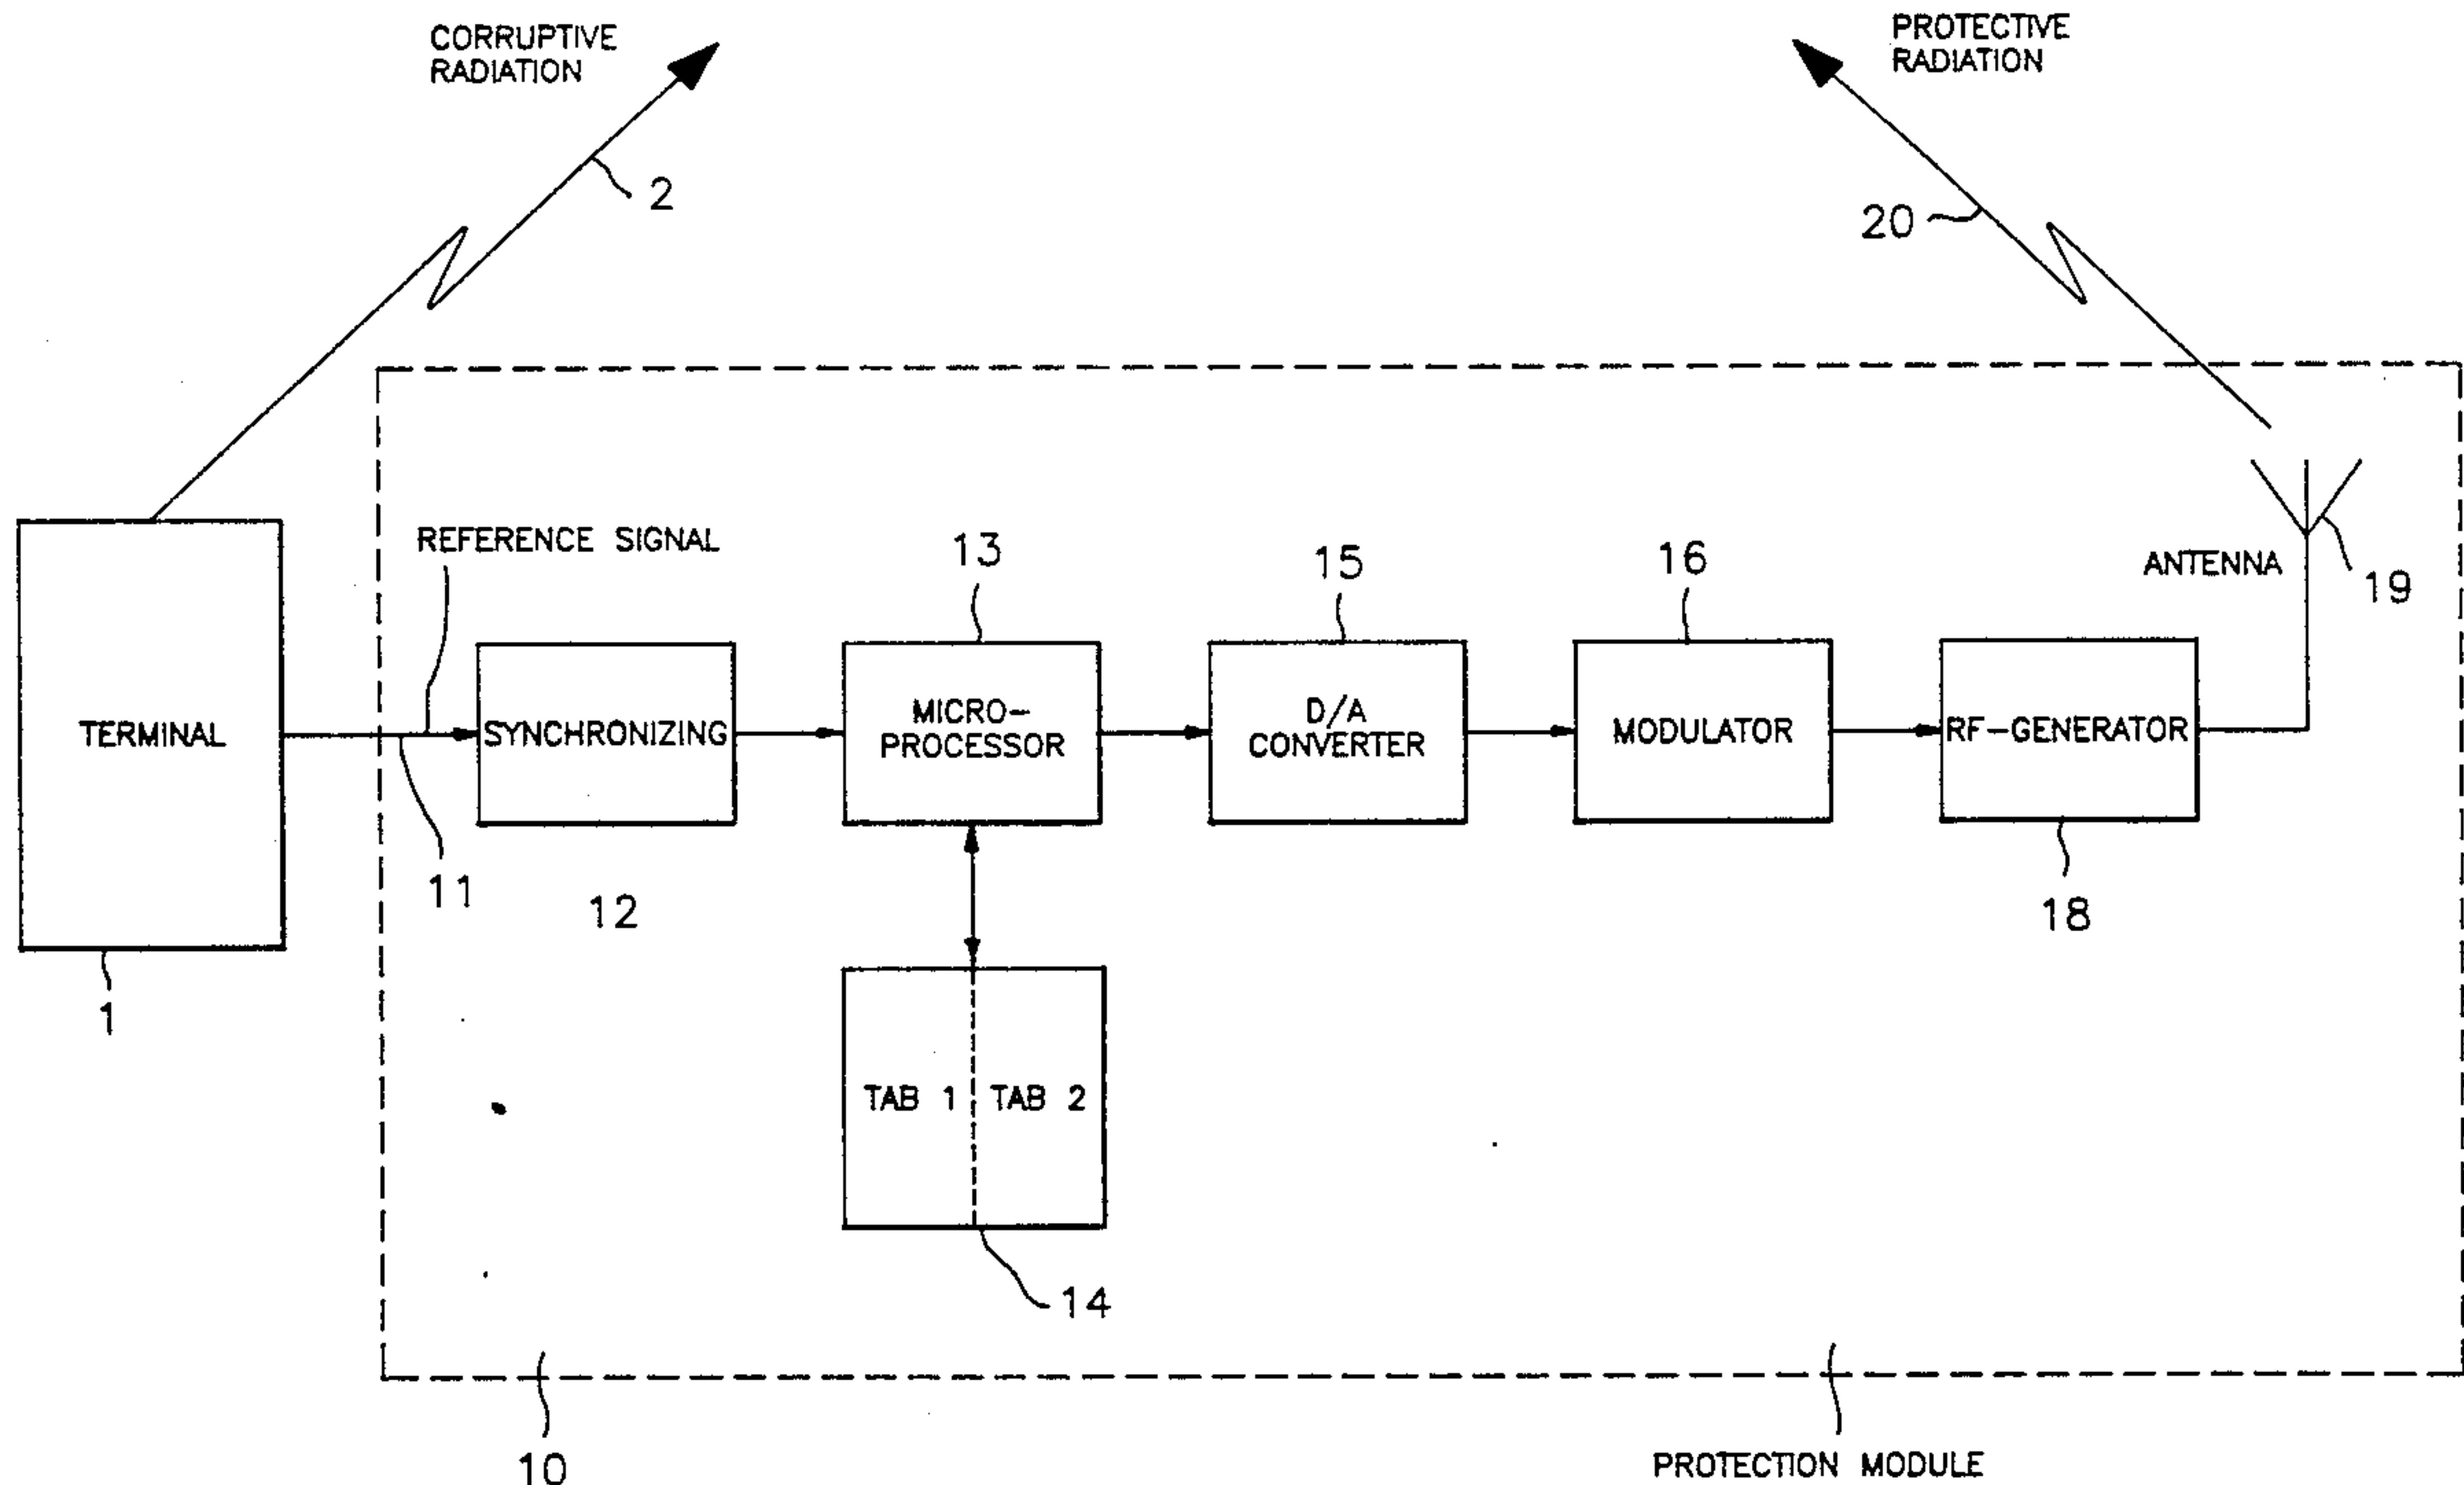 CORRUPTIVE
RADIATION
PROTECTIVE
RADIATION
2
20
REFERENCE SIGNAL
13
15
16
ANTENNA
19
TERMINAL
SYNCHRONIZING
MICRO-
PROCESSOR
D/A
CONVERTER
MODULATOR
RF-GENERATOR
11
12
18
1
TAB 1
TAB 2
14
10
PROTECTION MODULE